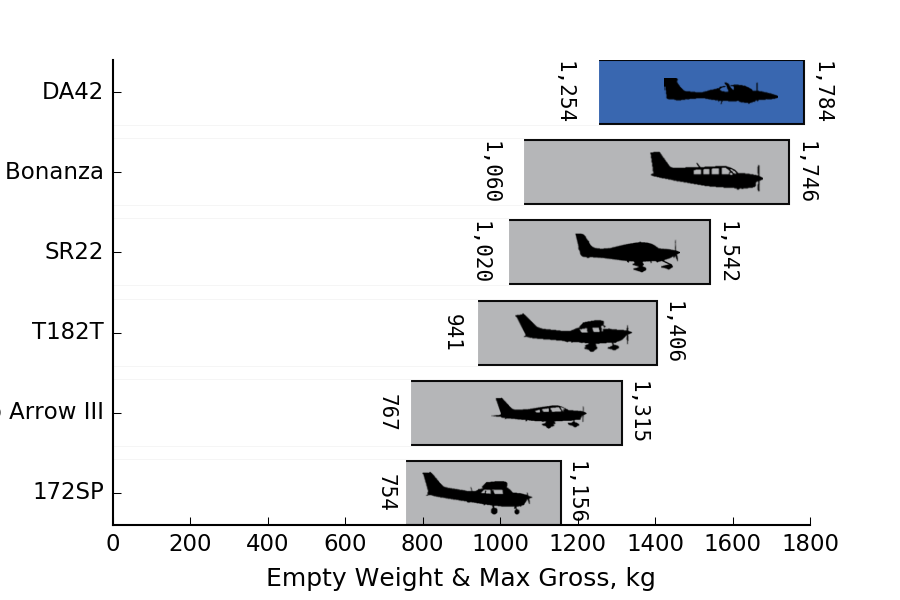 DA42
1,254
1,784
Bonanza
1,060
1,746
SR22
1,020
1,542
T182T
941
1,406
Arrow III
767
1,315
172SP
754
1,156
0 200 400 600 800 1000 1200 1400 1600 1800
Empty Weight & Max Gross, kg